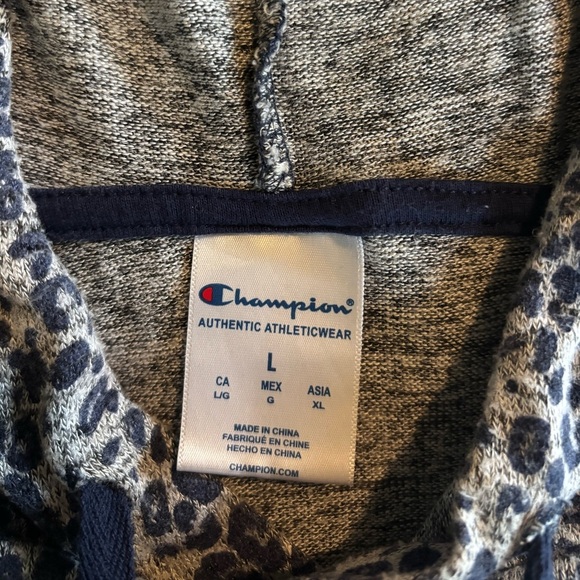 Champion®
AUTHENTIC ATHLETICWEAR
L
CA MEX ASIA
L/G G XL
MADE IN CHINA
FABRIQUÉ EN CHINE
HECHO EN CHINA
CHAMPION.COM